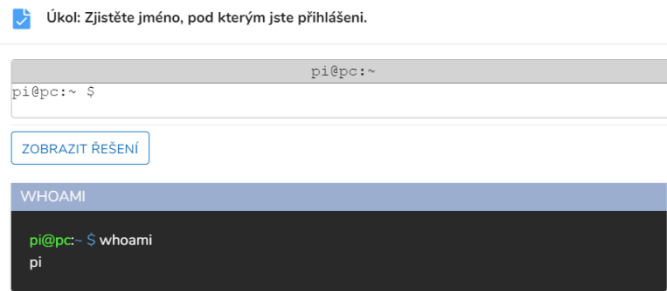 Úkol: Zjistěte jméno, pod kterým jste přihlášeni.
pi@pc:~
pi@pc:~ $
ZOBRAZIT ŘEŠENÍ
WHOAMI
pi@pc:~ $ whoami
pi